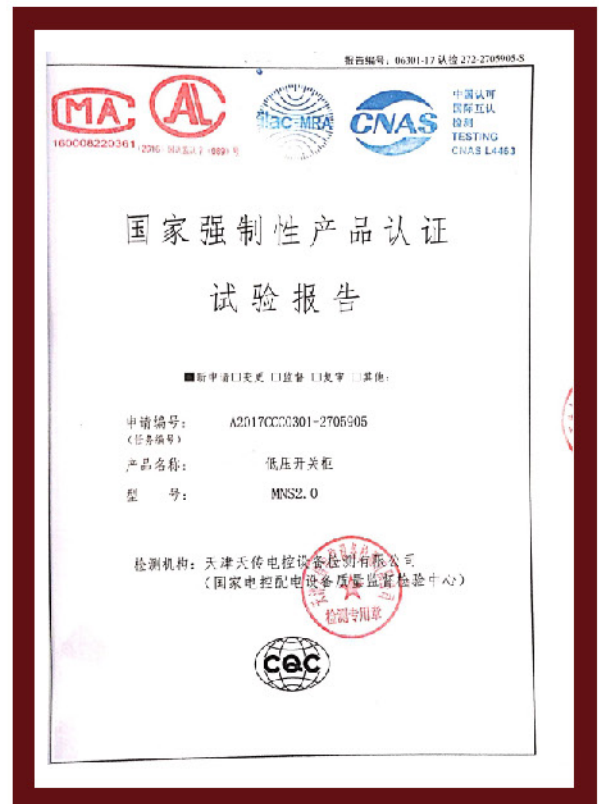 报告编号：06301-17 认检 272-2705905-S
MA
160008220361
AL
ilac-MRA
CNAS
中国认可
国际互认
检测
TESTING
CNAS L4463
国家强制性产品认证
试验报告
■新申请□变更 □监督 □复审 □其他：
申请编号： A2017CCC0301-2705905
（任务编号）
产品名称： 低压开关柜
型 号： MNS2.0
检测机构：天津天传电控设备检测有限公司
（国家电控配电设备质量监督检验中心）
检测专用章
CQC